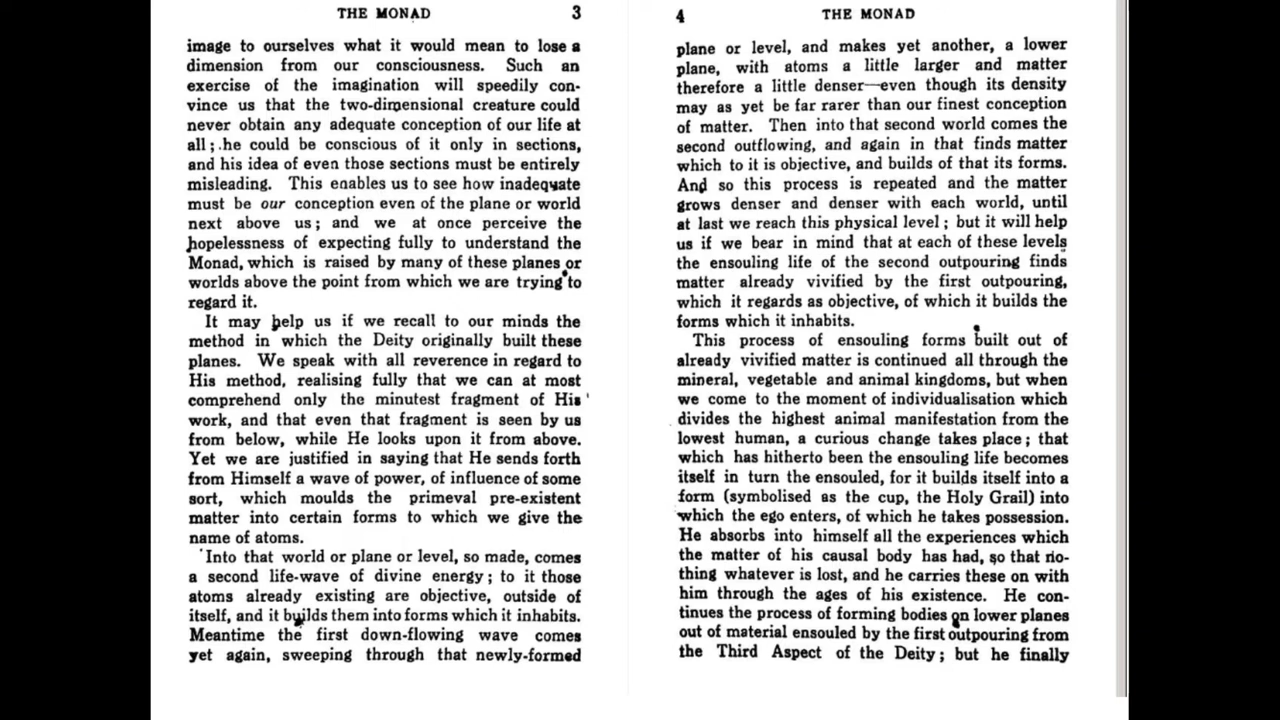 THE MONAD 3
image to ourselves what it would mean to lose a
dimension from our consciousness. Such an
exercise of the imagination will speedily con-
vince us that the two-dimensional creature could
never obtain any adequate conception of our life at
all; he could be conscious of it only in sections,
and his idea of even those sections must be entirely
misleading. This enables us to see how inadequate
must be our conception even of the plane or world
next above us; and we at once perceive the
hopelessness of expecting fully to understand the
Monad, which is raised by many of these planes or
worlds above the point from which we are trying to
regard it.
It may help us if we recall to our minds the
method in which the Deity originally built these
planes. We speak with all reverence in regard to
His method, realising fully that we can at most
comprehend only the minutest fragment of His
work, and that even that fragment is seen by us
from below, while He looks upon it from above.
Yet we are justified in saying that He sends forth
from Himself a wave of power, of influence of some
sort, which moulds the primeval pre-existent
matter into certain forms to which we give the
name of atoms.
Into that world or plane or level, so made, comes
a second life-wave of divine energy; to it those
atoms already existing are objective, outside of
itself, and it builds them into forms which it inhabits.
Meantime the first down-flowing wave comes
yet again, sweeping through that newly-formed
4 THE MONAD
plane or level, and makes yet another, a lower
plane, with atoms a little larger and matter
therefore a little denser—even though its density
may as yet be far rarer than our finest conception
of matter. Then into that second world comes the
second outflowing, and again in that finds matter
which to it is objective, and builds of that its forms.
And so this process is repeated and the matter
grows denser and denser with each world, until
at last we reach this physical level; but it will help
us if we bear in mind that at each of these levels
the ensouling life of the second outpouring finds
matter already vivified by the first outpouring,
which it regards as objective, of which it builds the
forms which it inhabits.
This process of ensouling forms built out of
already vivified matter is continued all through the
mineral, vegetable and animal kingdoms, but when
we come to the moment of individualisation which
divides the highest animal manifestation from the
lowest human, a curious change takes place; that
which has hitherto been the ensouling life becomes
itself in turn the ensouled, for it builds itself into a
form (symbolised as the cup, the Holy Grail) into
which the ego enters, of which he takes possession.
He absorbs into himself all the experiences which
the matter of his causal body has had, so that no-
thing whatever is lost, and he carries these on with
him through the ages of his existence. He con-
tinues the process of forming bodies on lower planes
out of material ensouled by the first outpouring from
the Third Aspect of the Deity; but he finally